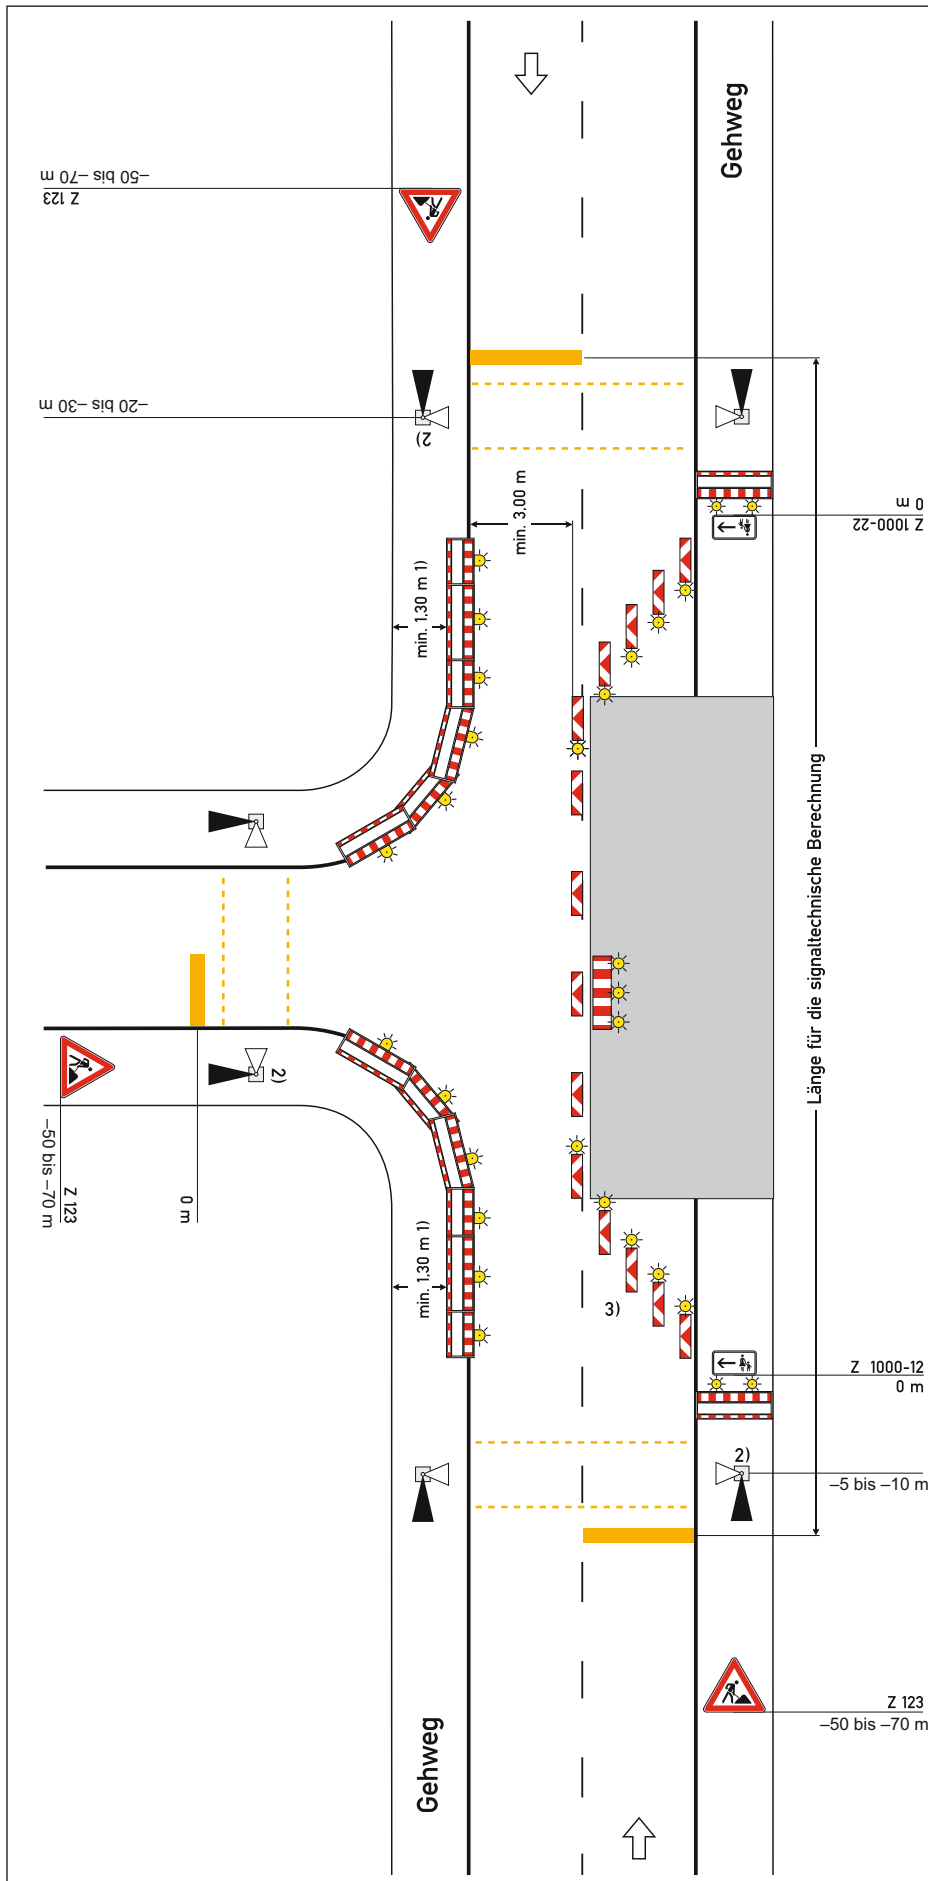 Gehweg
–50 bis –70 m
Z 123
–20 bis –30 m
2)
min. 3,00 m
0 m
Z 1000-22
min. 1,30 m 1)
Länge für die signaltechnische Berechnung
2)
Z 123
–50 bis –70 m
0 m
min. 1,30 m 1)
3)
Z 1000-12
0 m
2)
–5 bis –10 m
Z 123
–50 bis –70 m
Gehweg